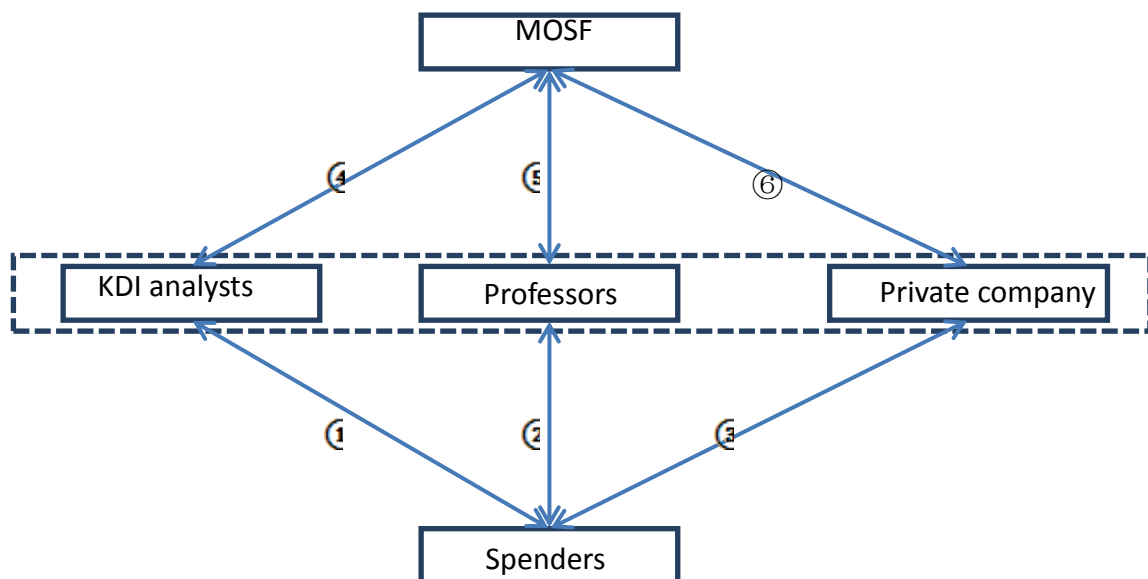 MOSF
④ ⑤ ⑥
KDI analysts Professors Private company
① ② ③
Spenders